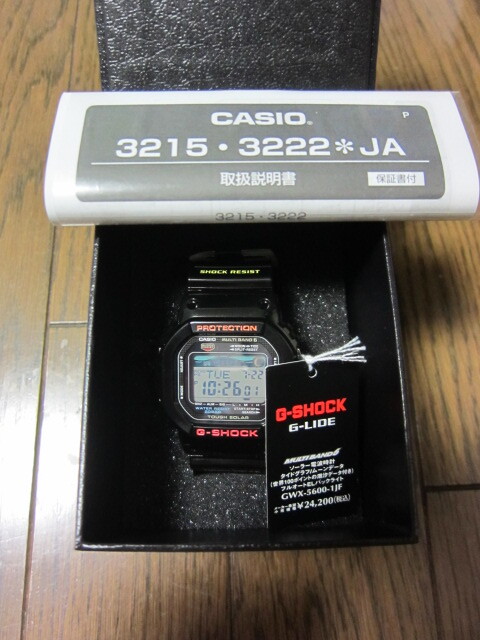 P
CASIO
3215・3222＊JA
取扱説明書
保証書付
3215・3222
SHOCK RESIST
PROTECTION
CASIO MULTI BAND 6
TUE 7-22
10:26 01
WATER RESIST
TOUGH SOLAR
G-SHOCK
G-SHOCK
G-LIDE
MULTIBAND6
ソーラー電波時計
タイドグラフ/ムーンデータ
(世界100ポイントの潮汐データ付き)
フルオートELバックライト
GWX-5600-1JF
¥24,200(税込)